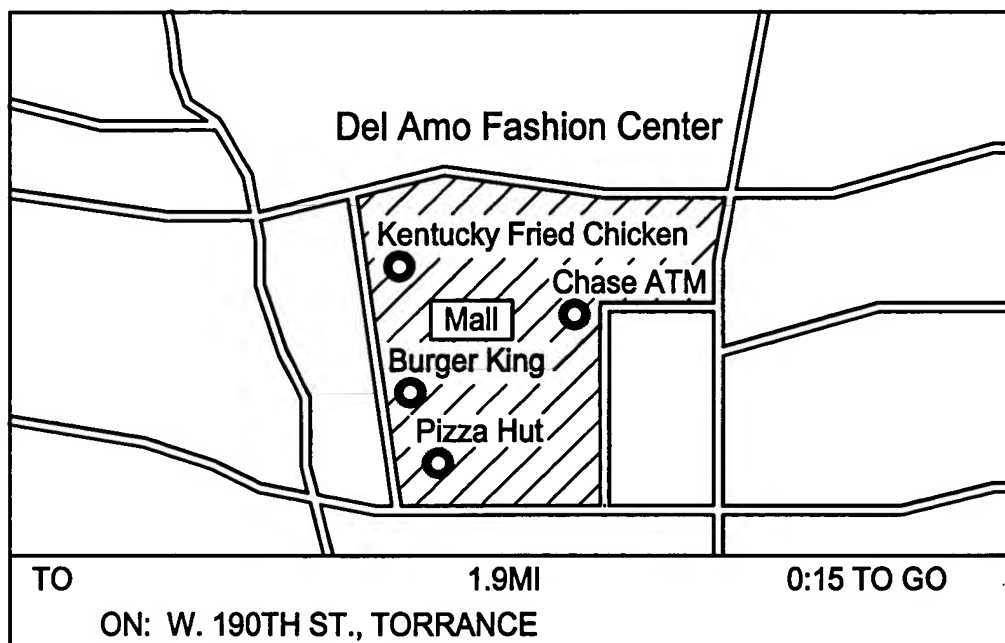 Del Amo Fashion Center
Kentucky Fried Chicken
Chase ATM
Mall
Burger King
Pizza Hut
TO 1.9MI 0:15 TO GO
ON: W. 190TH ST., TORRANCE